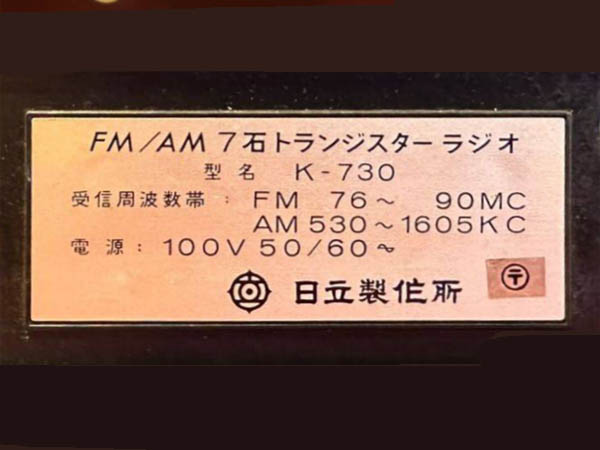 FM/AM 7石トランジスター ラジオ
型名 K-730
受信周波数帯: FM 76～ 90MC
AM 530～1605KC
電源: 100V 50/60～
日立製作所
〒